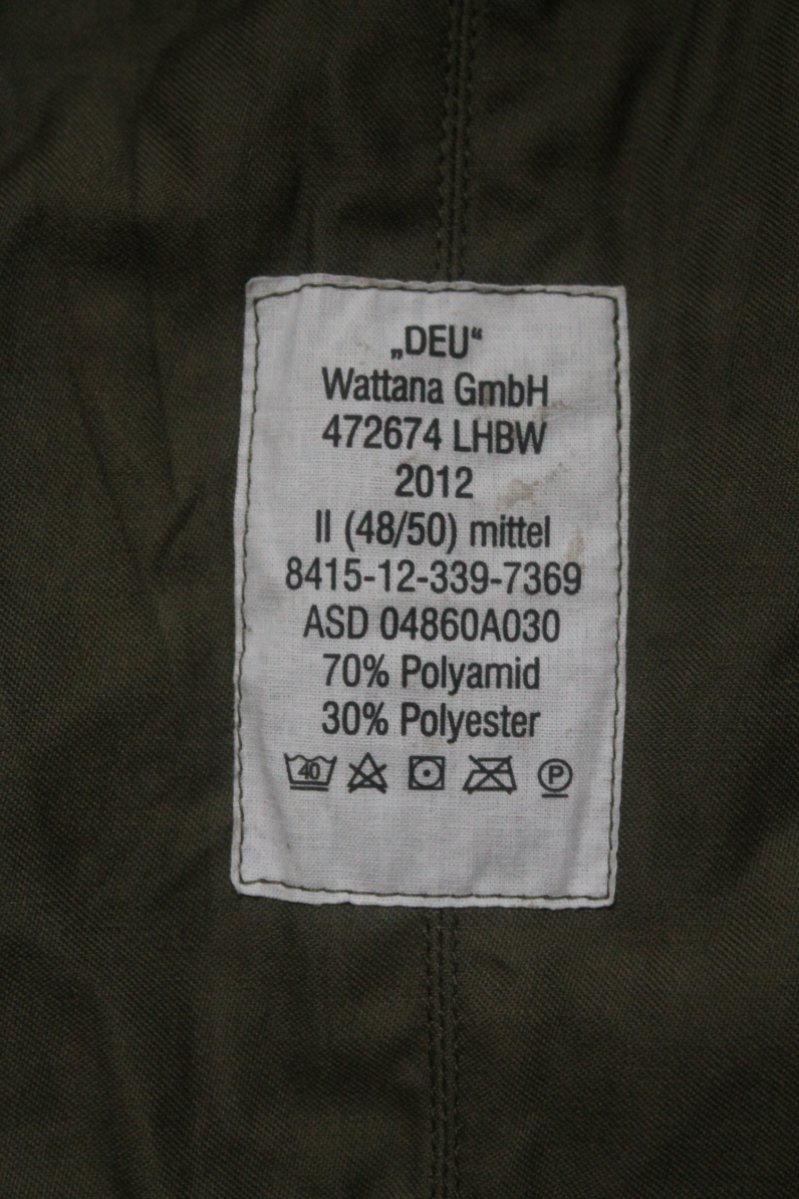 „DEU“
Wattana GmbH
472674 LHBW
2012
II (48/50) mittel
8415-12-339-7369
ASD 04860A030
70% Polyamid
30% Polyester
40 P